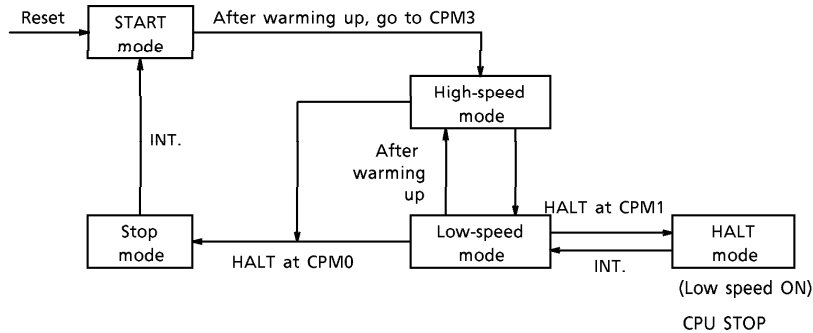 Reset
START
mode
After warming up, go to CPM3
High-speed
mode
INT.
After
warming
up
HALT at CPM1
Stop
mode
Low-speed
mode
HALT
mode
HALT at CPM0
INT.
(Low speed ON)
CPU STOP